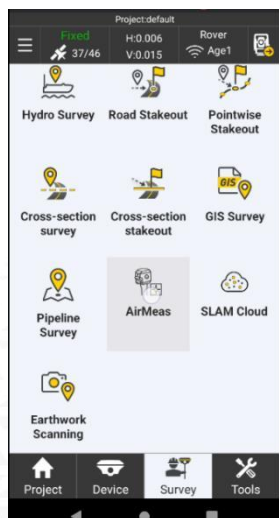 Project:default
Fixed
37/46
H:0.006
V:0.015
Rover
Age1
Hydro Survey
Road Stakeout
Pointwise
Stakeout
Cross-section
survey
Cross-section
stakeout
GIS
GIS Survey
Pipeline
Survey
AirMeas
SLAM Cloud
Earthwork
Scanning
Project
Device
Survey
Tools